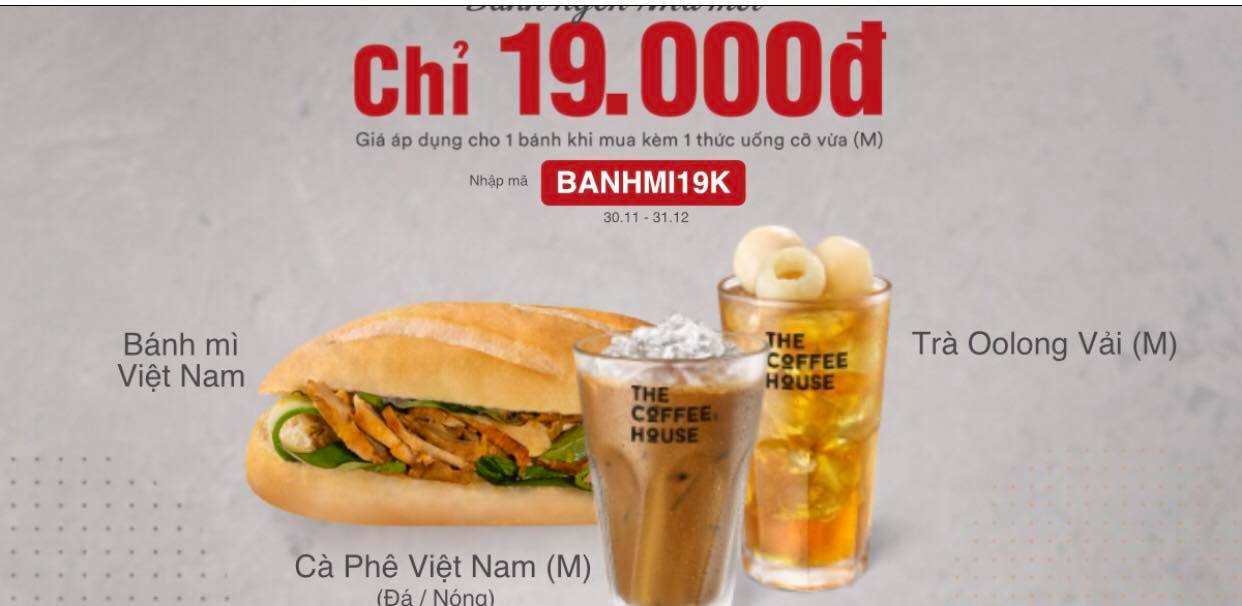 Chỉ 19.000đ
Giá áp dụng cho 1 bánh khi mua kèm 1 thức uống cỡ vừa (M)
Nhập mã BANHMI19K
30.11 - 31.12
Bánh mì
Việt Nam
THE
COFFEE
HOUSE
THE
COFFEE
HOUSE
Trà Oolong Vải (M)
Cà Phê Việt Nam (M)
(Đá / Nóng)